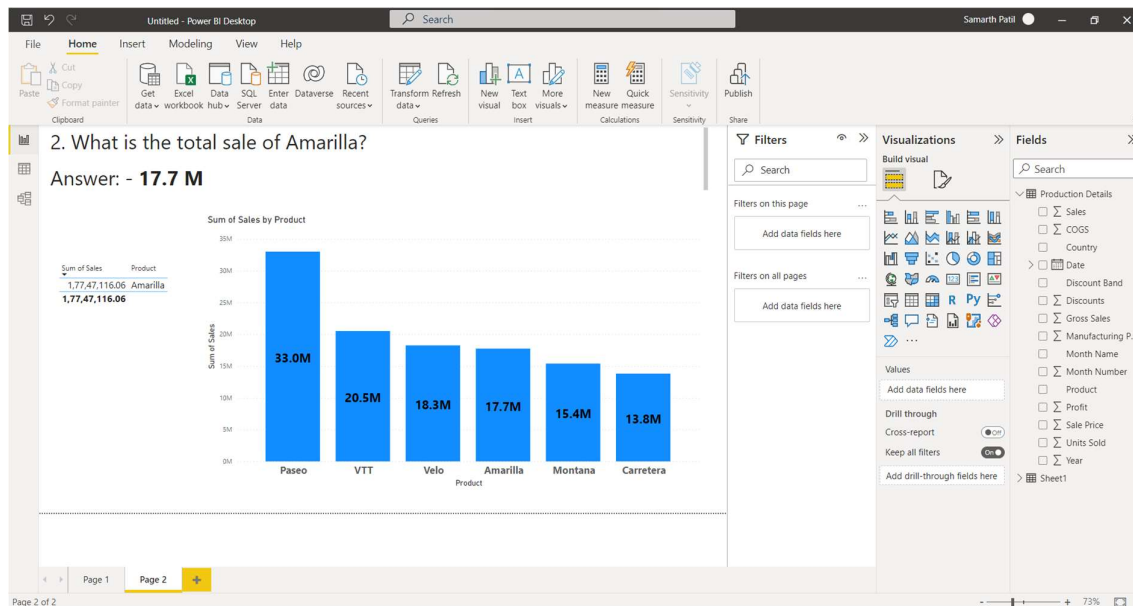 Untitled - Power BI Desktop
Search
Samarth Patil
File Home Insert Modeling View Help
Paste
Cut
Copy
Format painter
Clipboard
Get data
Excel workbook
Data hub
SQL Server
Enter data
Dataverse
Recent sources
Data
Transform data
Refresh
Queries
New visual
Text box
More visuals
Insert
New measure
Quick measure
Calculations
Sensitivity
Sensitivity
Publish
Share
2. What is the total sale of Amarilla?
Answer: - 17.7 M
Sum of Sales Product
1,77,47,116.06 Amarilla
1,77,47,116.06
Sum of Sales by Product
Sum of Sales
35M
30M
25M
20M
15M
10M
5M
0M
33.0M
20.5M
18.3M
17.7M
15.4M
13.8M
Paseo VTT Velo Amarilla Montana Carretera
Product
Filters
Search
Filters on this page ...
Add data fields here
Filters on all pages ...
Add data fields here
Visualizations
Build visual
123
R Py
...
Values
Add data fields here
Drill through
Cross-report Off
Keep all filters On
Add drill-through fields here
Fields
Search
Production Details
∑ Sales
∑ COGS
Country
Date
Discount Band
∑ Discounts
∑ Gross Sales
∑ Manufacturing P...
Month Name
∑ Month Number
Product
∑ Profit
∑ Sale Price
∑ Units Sold
∑ Year
Sheet1
Page 1 Page 2 +
Page 2 of 2
- + 73%